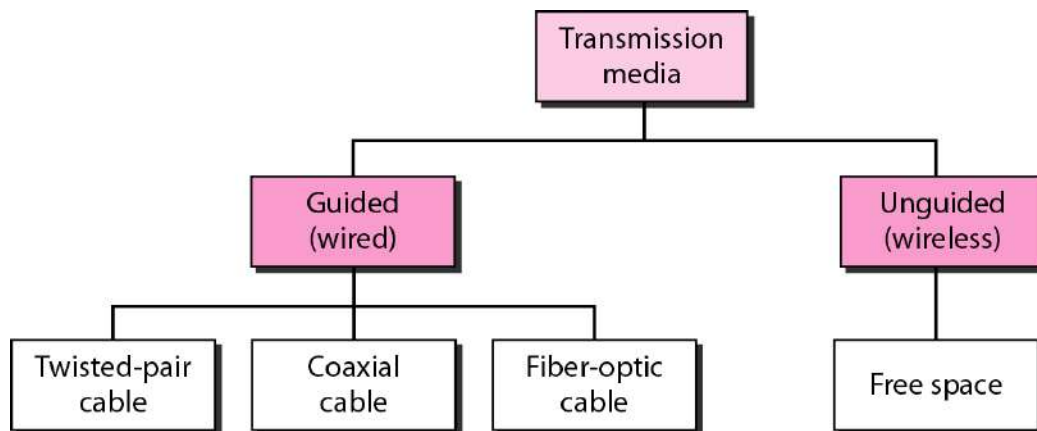 Transmission
media
Guided
(wired)
Unguided
(wireless)
Twisted-pair
cable
Coaxial
cable
Fiber-optic
cable
Free space